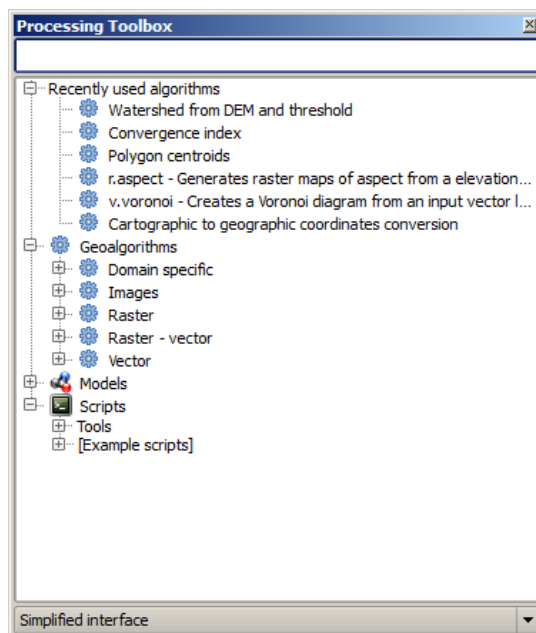 Processing Toolbox
Recently used algorithms
Watershed from DEM and threshold
Convergence index
Polygon centroids
r.aspect - Generates raster maps of aspect from a elevation...
v.voronoi - Creates a Voronoi diagram from an input vector l...
Cartographic to geographic coordinates conversion
Geoalgorithms
Domain specific
Images
Raster
Raster - vector
Vector
Models
Scripts
Tools
[Example scripts]
Simplified interface